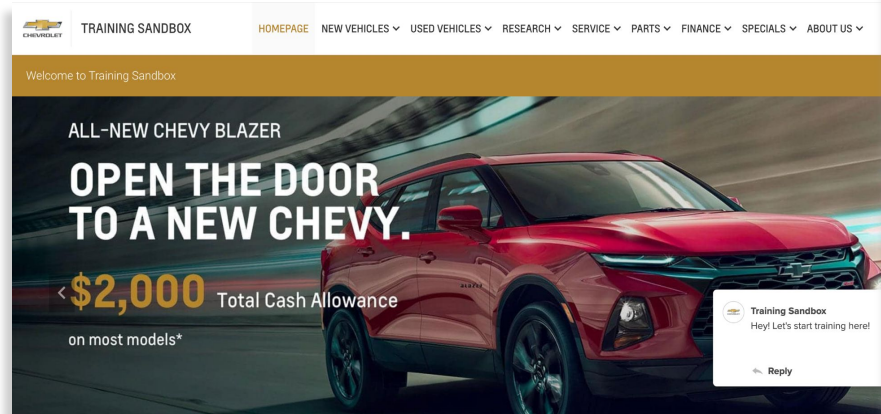 CHEVROLET
TRAINING SANDBOX
HOMEPAGE NEW VEHICLES USED VEHICLES RESEARCH SERVICE PARTS FINANCE SPECIALS ABOUT US
Welcome to Training Sandbox
ALL-NEW CHEVY BLAZER
OPEN THE DOOR
TO A NEW CHEVY.
$2,000 Total Cash Allowance
on most models*
BLAZER
Training Sandbox
Hey! Let's start training here!
Reply